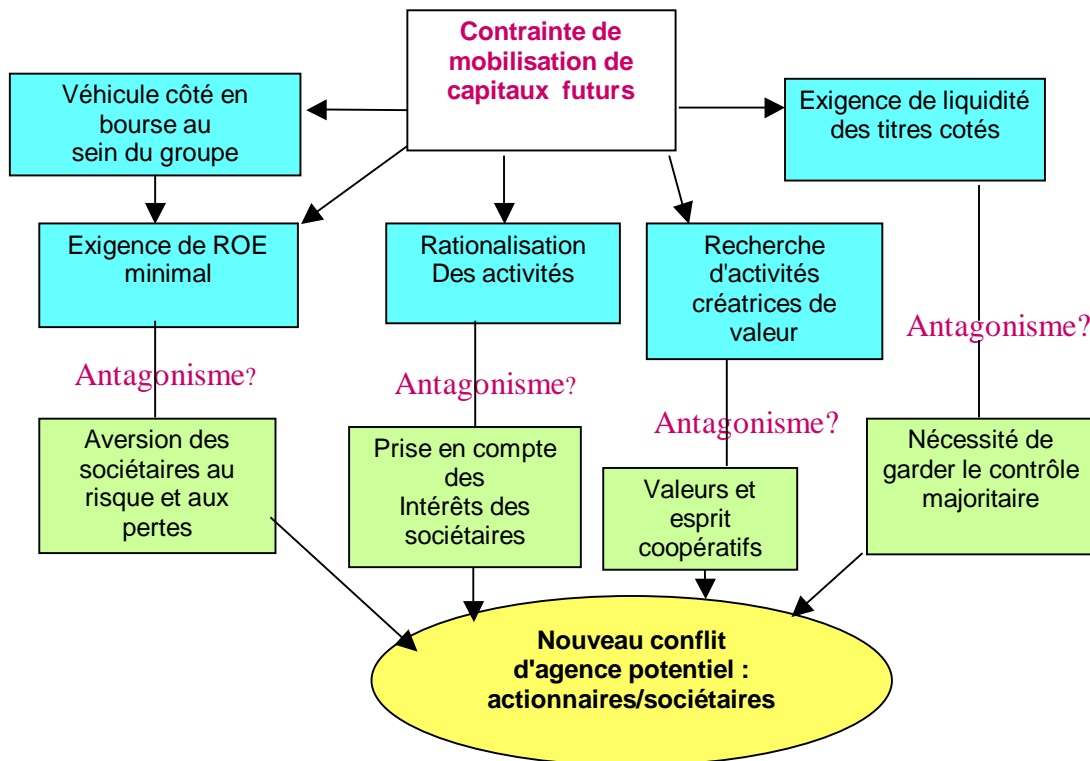 Contrainte de
mobilisation de
capitaux futurs
Véhicule côté en
bourse au
sein du groupe
Exigence de liquidité
des titres cotés
Exigence de ROE
minimal
Rationalisation
Des activités
Recherche
d'activités
créatrices de
valeur
Antagonisme?
Antagonisme?
Antagonisme?
Antagonisme?
Aversion des
sociétaires au
risque et aux
pertes
Prise en compte
des
Intérêts des
sociétaires
Valeurs et
esprit
coopératifs
Nécessité de
garder le contrôle
majoritaire
Nouveau conflit
d'agence potentiel :
actionnaires/sociétaires